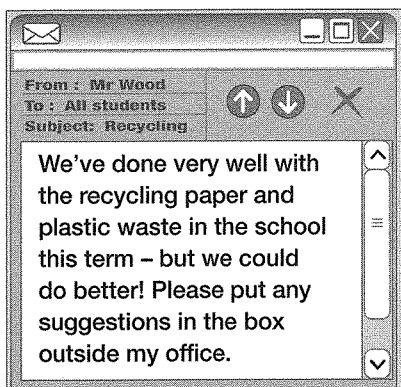 From : Mr Wood
To : All students
Subject: Recycling
We've done very well with
the recycling paper and
plastic waste in the school
this term – but we could
do better! Please put any
suggestions in the box
outside my office.